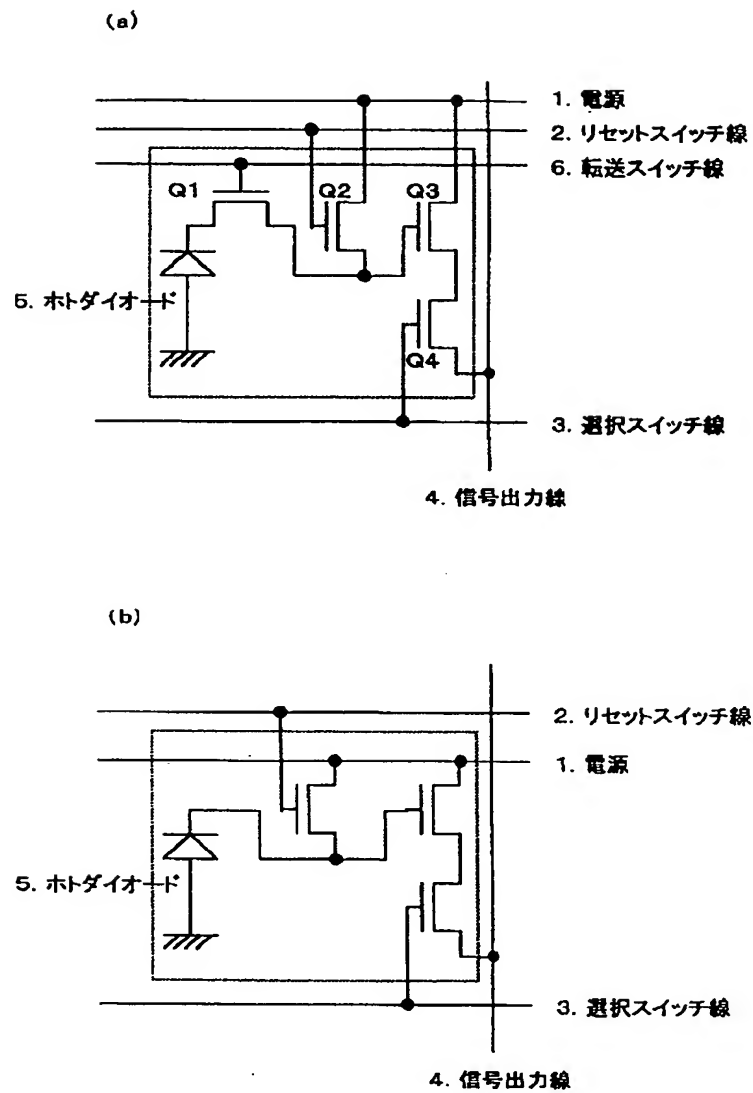 (a)
1. 電源
2. リセットスイッチ線
6. 転送スイッチ線
Q1 Q2 Q3
5. ホトダイオード
Q4
3. 選択スイッチ線
4. 信号出力線
(b)
2. リセットスイッチ線
1. 電源
5. ホトダイオード
3. 選択スイッチ線
4. 信号出力線